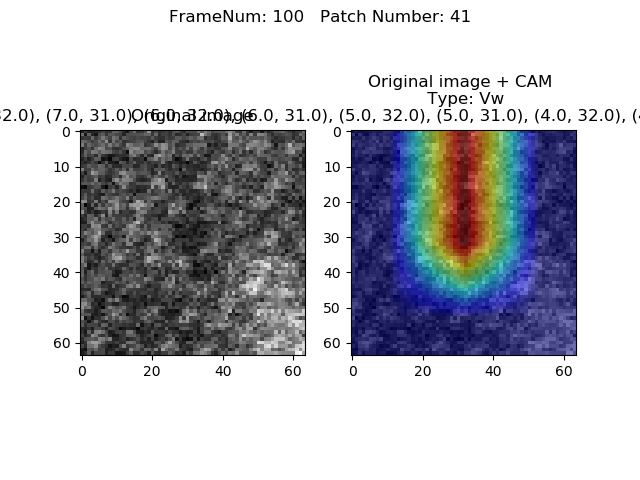 FrameNum: 100   Patch Number: 41
Original image + CAM
Type: Vw
32.0), (7.0, 31.0), (6.0, 32.0), (6.0, 31.0), (5.0, 32.0), (5.0, 31.0), (4.0, 32.0), (4
Original image
0
10
20
30
40
50
60
0 20 40 60
0
10
20
30
40
50
60
0 20 40 60